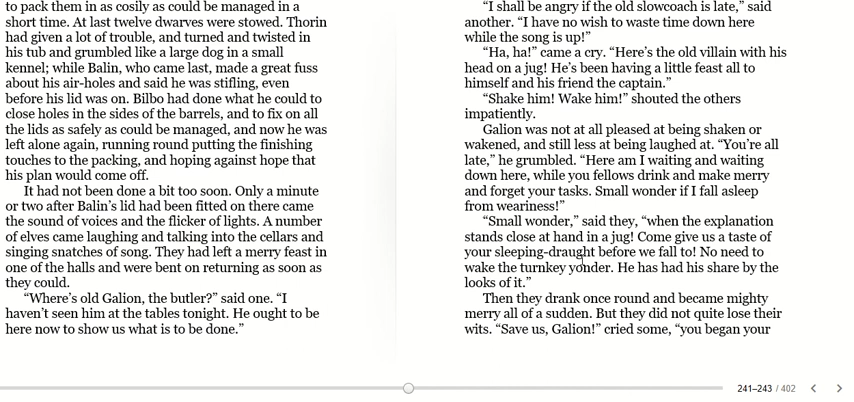 to pack them in as cosily as could be managed in a
short time. At last twelve dwarves were stowed. Thorin
had given a lot of trouble, and turned and twisted in
his tub and grumbled like a large dog in a small
kennel; while Balin, who came last, made a great fuss
about his air-holes and said he was stifling, even
before his lid was on. Bilbo had done what he could to
close holes in the sides of the barrels, and to fix on all
the lids as safely as could be managed, and now he was
left alone again, running round putting the finishing
touches to the packing, and hoping against hope that
his plan would come off.
It had not been done a bit too soon. Only a minute
or two after Balin’s lid had been fitted on there came
the sound of voices and the flicker of lights. A number
of elves came laughing and talking into the cellars and
singing snatches of song. They had left a merry feast in
one of the halls and were bent on returning as soon as
they could.
“Where’s old Galion, the butler?” said one. “I
haven’t seen him at the tables tonight. He ought to be
here now to show us what is to be done.”
“I shall be angry if the old slowcoach is late,” said
another. “I have no wish to waste time down here
while the song is up!”
“Ha, ha!” came a cry. “Here’s the old villain with his
head on a jug! He’s been having a little feast all to
himself and his friend the captain.”
“Shake him! Wake him!” shouted the others
impatiently.
Galion was not at all pleased at being shaken or
wakened, and still less at being laughed at. “You’re all
late,” he grumbled. “Here am I waiting and waiting
down here, while you fellows drink and make merry
and forget your tasks. Small wonder if I fall asleep
from weariness!”
“Small wonder,” said they, “when the explanation
stands close at hand in a jug! Come give us a taste of
your sleeping-draught before we fall to! No need to
wake the turnkey yonder. He has had his share by the
looks of it.”
Then they drank once round and became mighty
merry all of a sudden. But they did not quite lose their
wits. “Save us, Galion!” cried some, “you began your
241–243 / 402